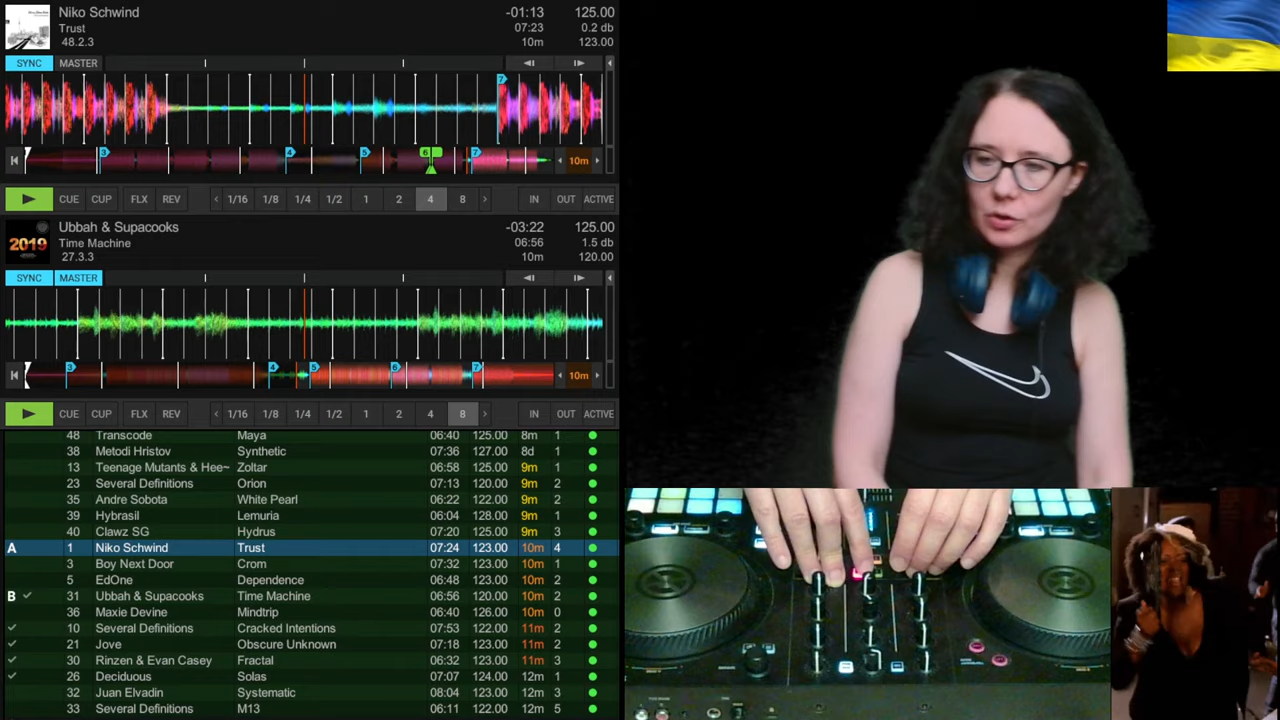 Niko Schwind -01:13 125.00
Trust 07:23 0.2 db
48.2.3 10m 123.00
SYNC MASTER
7
3 4 5 6 7 10m
CUE CUP FLX REV 1/16 1/8 1/4 1/2 1 2 4 8 IN OUT ACTIVE
Ubbah & Supacooks -03:22 125.00
2019 Time Machine 06:56 1.5 db
27.3.3 10m 120.00
SYNC MASTER
3 4 5 6 7 10m
CUE CUP FLX REV 1/16 1/8 1/4 1/2 1 2 4 8 IN OUT ACTIVE
48 Transcode Maya 06:40 125.00 8m 1
38 Metodi Hristov Synthetic 07:36 127.00 8d 1
13 Teenage Mutants & Hee~ Zoltar 06:58 125.00 9m 1
23 Several Definitions Orion 07:13 120.00 9m 2
35 Andre Sobota White Pearl 06:22 122.00 9m 2
39 Hybrasil Lemuria 06:04 128.00 9m 1
40 Clawz SG Hydrus 07:20 125.00 9m 3
A 1 Niko Schwind Trust 07:24 123.00 10m 4
3 Boy Next Door Crom 07:32 123.00 10m 1
5 EdOne Dependence 06:48 123.00 10m 2
B 31 Ubbah & Supacooks Time Machine 06:56 120.00 10m 2
36 Maxie Devine Mindtrip 06:40 126.00 10m 0
10 Several Definitions Cracked Intentions 07:53 122.00 11m 2
21 Jove Obscure Unknown 07:18 123.00 11m 2
30 Rinzen & Evan Casey Fractal 06:32 123.00 11m 3
26 Deciduous Solas 07:07 124.00 12m 1
32 Juan Elvadin Systematic 08:04 123.00 12m 3
33 Several Definitions M13 06:11 122.00 12m 5